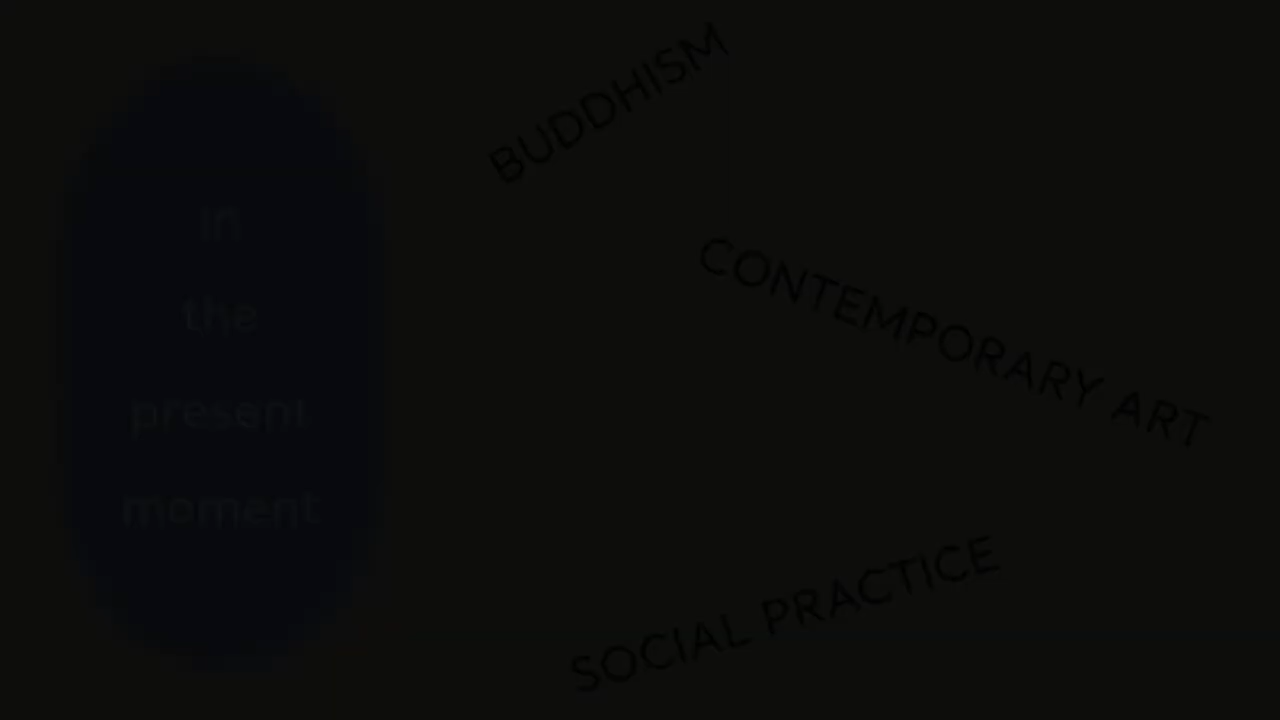 in
the
present
moment
BUDDHISM
CONTEMPORARY ART
SOCIAL PRACTICE